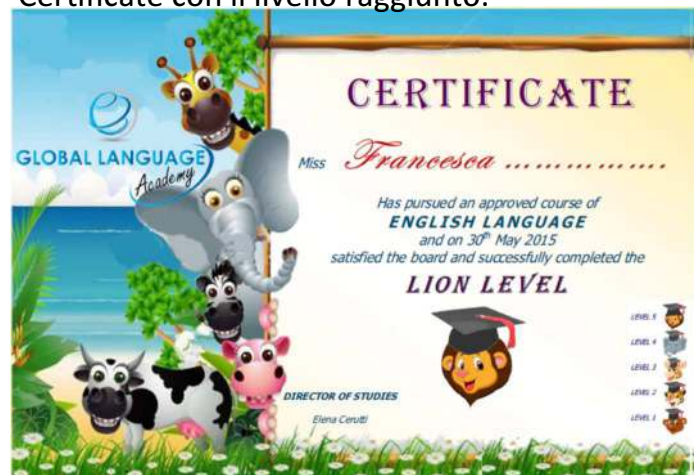 Certificate con il livello raggiunto.
GLOBAL LANGUAGE
Academy
CERTIFICATE
Miss Francesca ................
Has pursued an approved course of
ENGLISH LANGUAGE
and on 30th May 2015
satisfied the board and successfully completed the
LION LEVEL
LEVEL 5
LEVEL 4
LEVEL 3
LEVEL 2
LEVEL 1
DIRECTOR OF STUDIES
Elena Cerutti